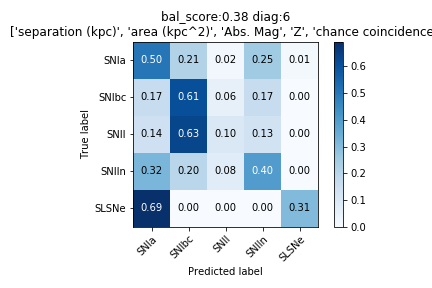 bal_score:0.38 diag:6
['separation (kpc)', 'area (kpc^2)', 'Abs. Mag', 'Z', 'chance coincidence
SNIa 0.50 0.21 0.02 0.25 0.01
SNIbc 0.17 0.61 0.06 0.17 0.00
SNII 0.14 0.63 0.10 0.13 0.00
SNIIn 0.32 0.20 0.08 0.40 0.00
SLSNe 0.69 0.00 0.00 0.00 0.31
SNIa SNIbc SNII SNIIn SLSNe
True label
Predicted label
0.6
0.5
0.4
0.3
0.2
0.1
0.0